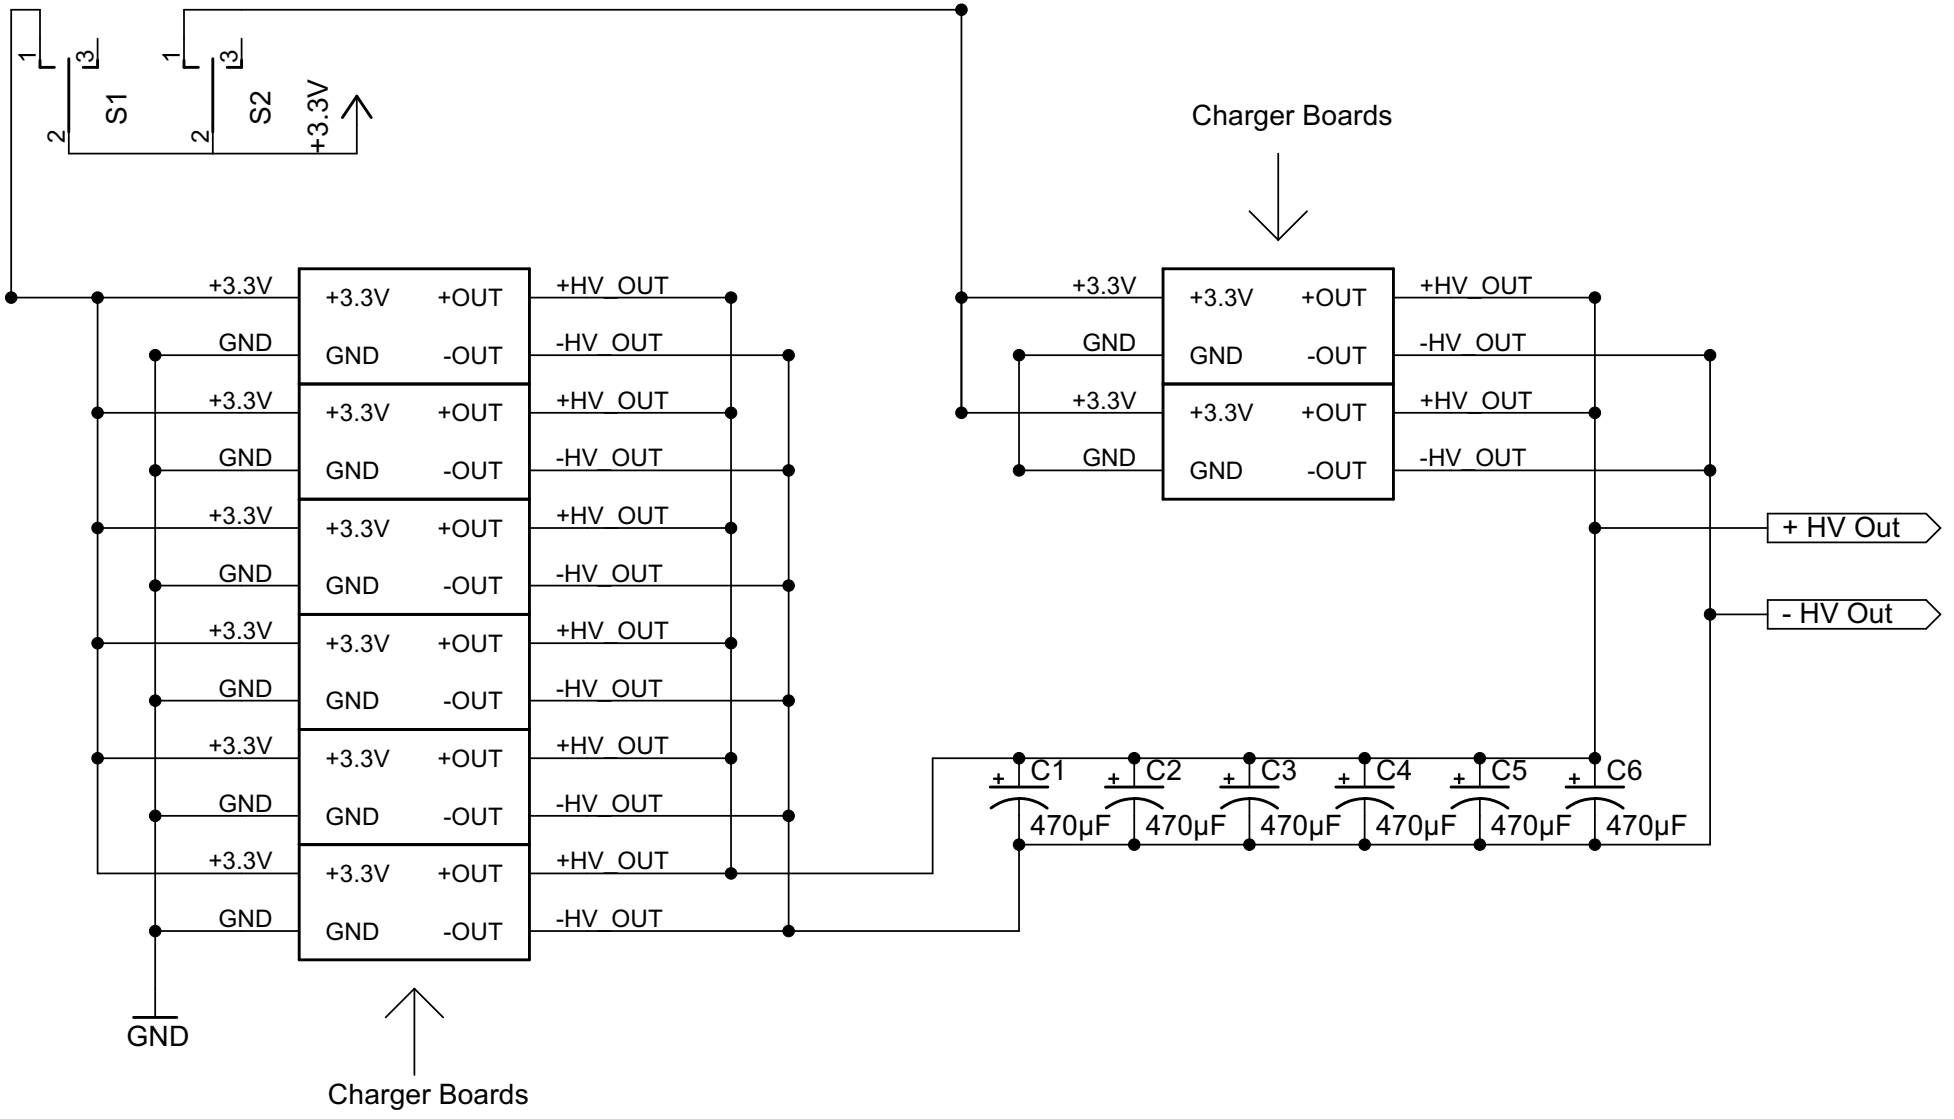 1 3 1 3
S1 S2 +3.3V
2 2
Charger Boards
+3.3V +3.3V +OUT +HV_OUT
GND GND -OUT -HV_OUT
+3.3V +3.3V +OUT +HV_OUT
GND GND -OUT -HV_OUT
+3.3V +3.3V +OUT +HV_OUT
GND GND -OUT -HV_OUT
+3.3V +3.3V +OUT +HV_OUT
GND GND -OUT -HV_OUT
+3.3V +3.3V +OUT +HV_OUT
GND GND -OUT -HV_OUT
+3.3V +3.3V +OUT +HV_OUT
GND GND -OUT -HV_OUT
GND
Charger Boards
+3.3V +3.3V +OUT +HV_OUT
GND GND -OUT -HV_OUT
+3.3V +3.3V +OUT +HV_OUT
GND GND -OUT -HV_OUT
+ HV Out
- HV Out
+ C1 + C2 + C3 + C4 + C5 + C6
470µF 470µF 470µF 470µF 470µF 470µF